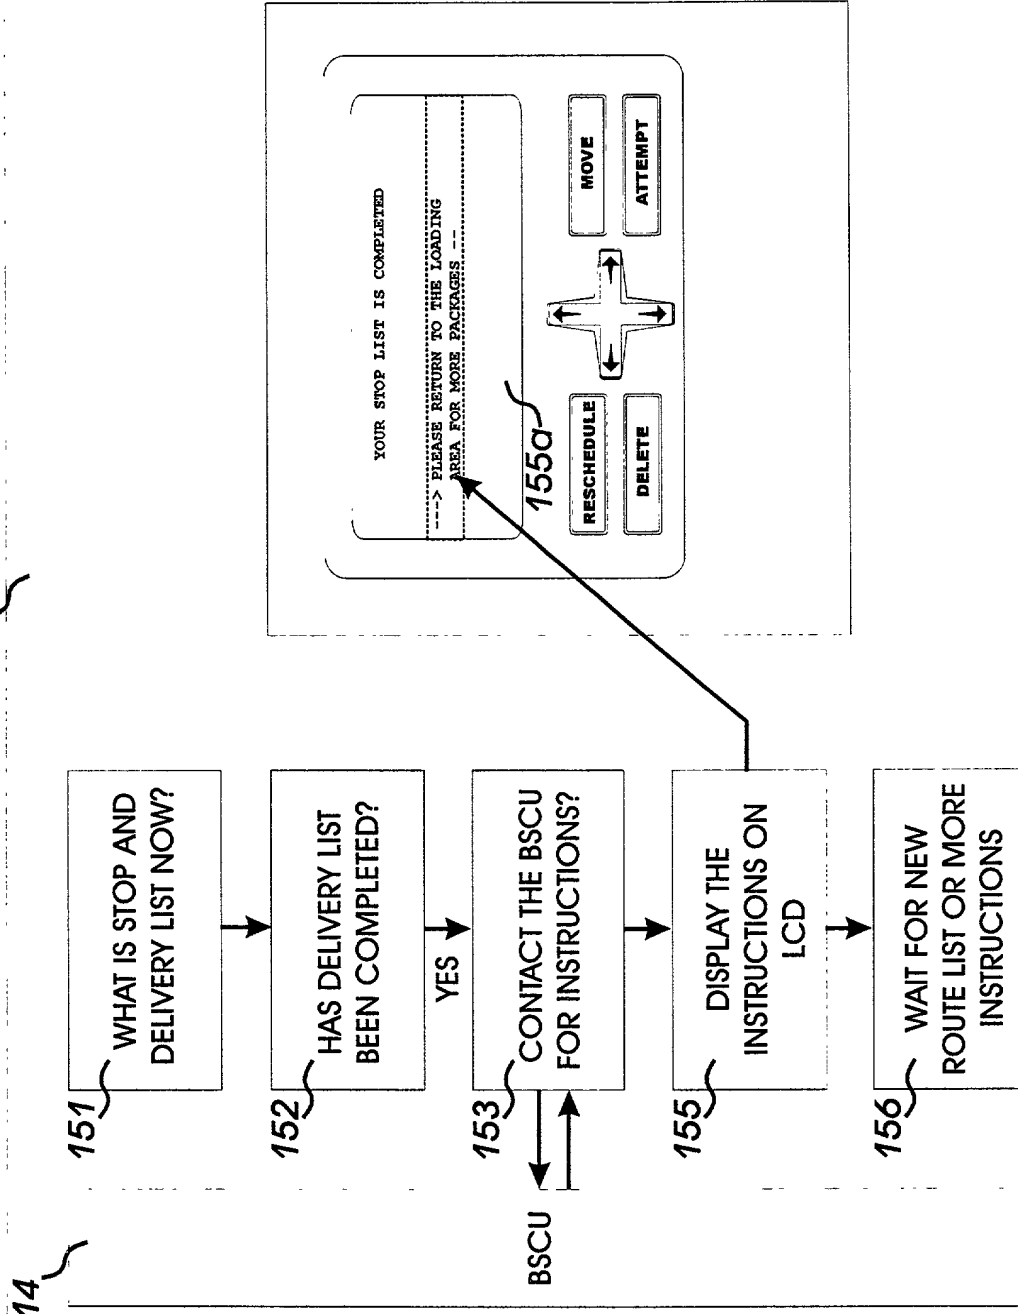 14
151
WHAT IS STOP AND
DELIVERY LIST NOW?
152
HAS DELIVERY LIST
BEEN COMPLETED?
YES
153
CONTACT THE BSCU
FOR INSTRUCTIONS?
BSCU
155
DISPLAY THE
INSTRUCTIONS ON
LCD
156
WAIT FOR NEW
ROUTE LIST OR MORE
INSTRUCTIONS
YOUR STOP LIST IS COMPLETED
---> PLEASE RETURN TO THE LOADING
AREA FOR MORE PACKAGES --
155a
RESCHEDULE
DELETE
MOVE
ATTEMPT